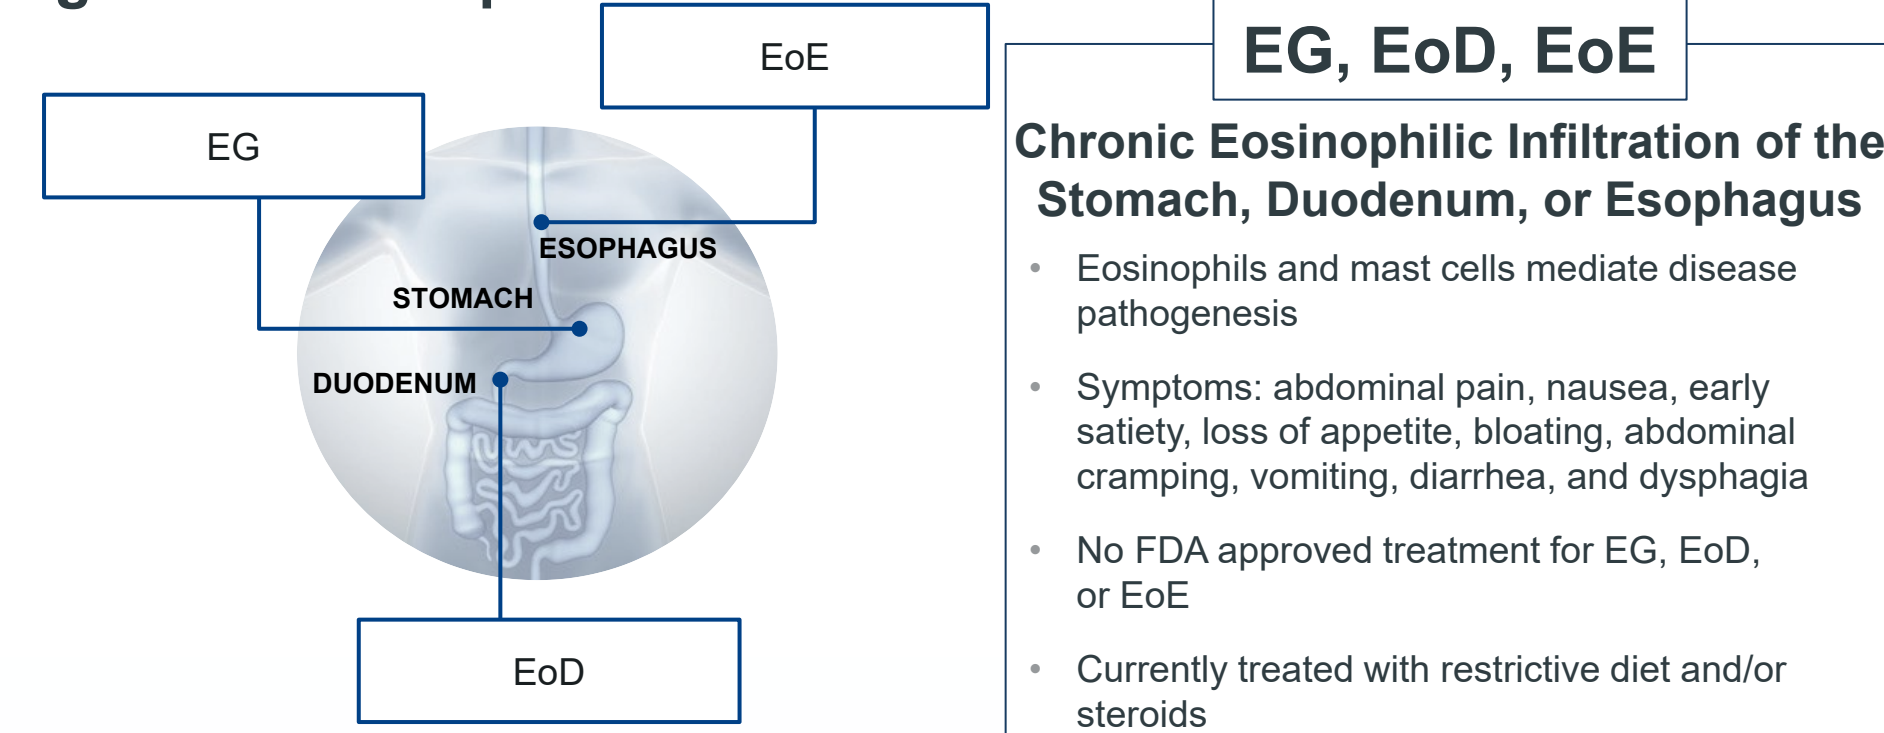 EoE
EG
ESOPHAGUS
STOMACH
DUODENUM
EoD
EG, EoD, EoE
Chronic Eosinophilic Infiltration of the
Stomach, Duodenum, or Esophagus
• Eosinophils and mast cells mediate disease
pathogenesis
• Symptoms: abdominal pain, nausea, early
satiety, loss of appetite, bloating, abdominal
cramping, vomiting, diarrhea, and dysphagia
• No FDA approved treatment for EG, EoD,
or EoE
• Currently treated with restrictive diet and/or
steroids